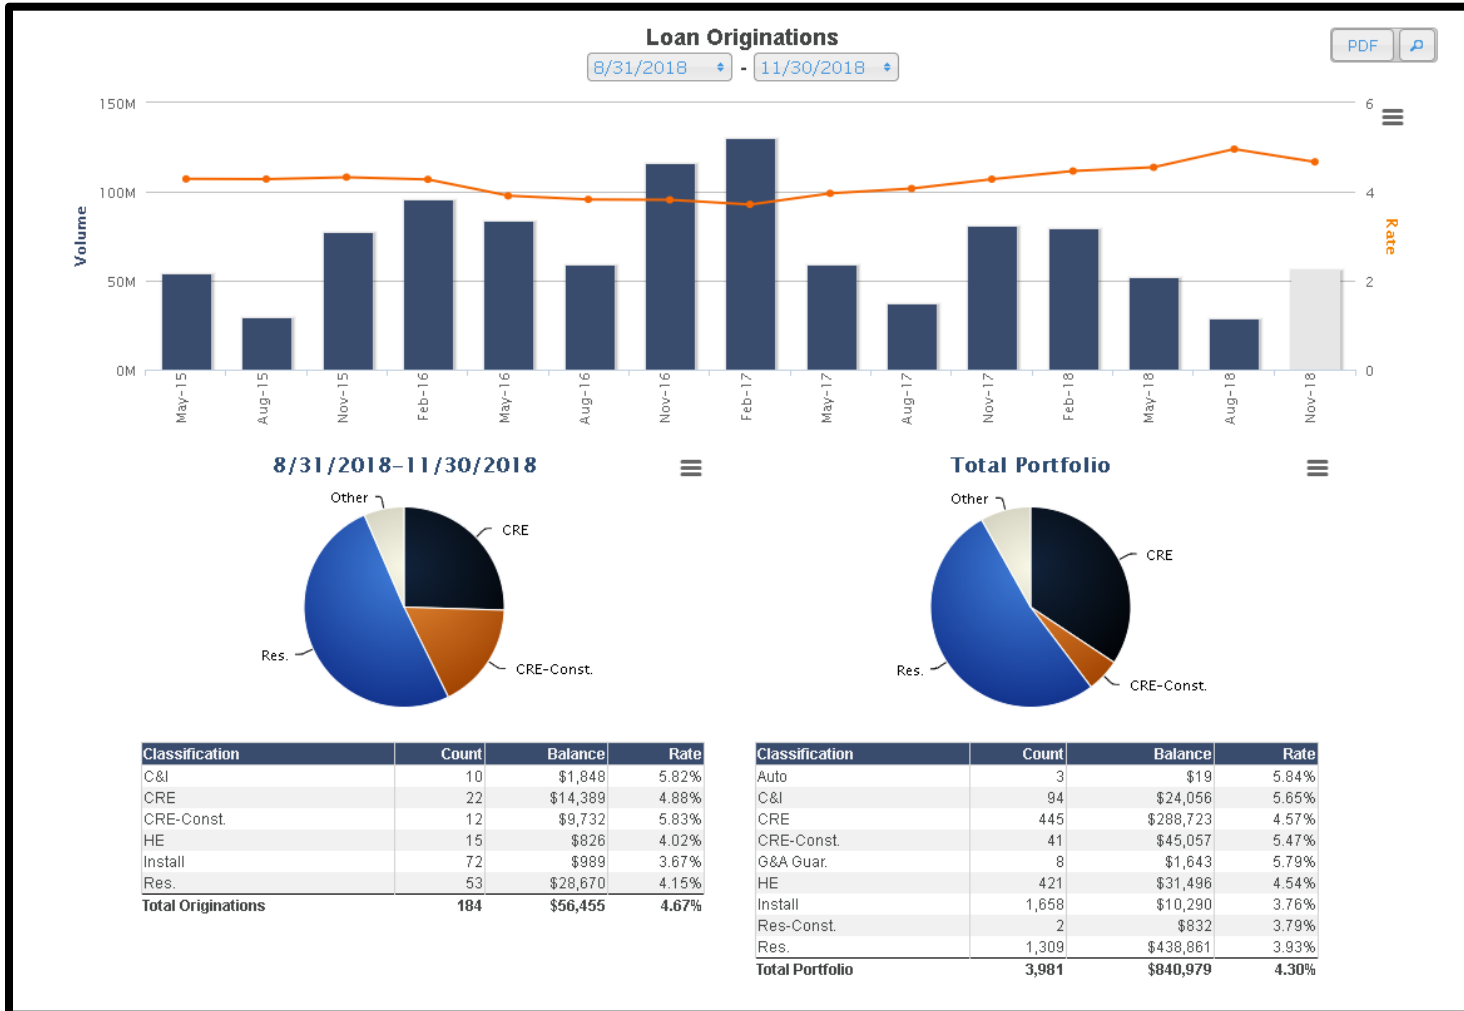 Loan Originations
PDF
8/31/2018 - 11/30/2018
150M 6
100M 4
50M 2
0M 0
Volume
Rate
May-15 Aug-15 Nov-15 Feb-16 May-16 Aug-16 Nov-16 Feb-17 May-17 Aug-17 Nov-17 Feb-18 May-18 Aug-18 Nov-18
8/31/2018-11/30/2018
Other
CRE
Res.
CRE-Const.
Total Portfolio
Other
CRE
Res.
CRE-Const.
Classification Count Balance Rate
C&I 10 $1,848 5.82%
CRE 22 $14,389 4.88%
CRE-Const. 12 $9,732 5.83%
HE 15 $826 4.02%
Install 72 $989 3.67%
Res. 53 $28,670 4.15%
Total Originations 184 $56,455 4.67%
Classification Count Balance Rate
Auto 3 $19 5.84%
C&I 94 $24,056 5.65%
CRE 445 $288,723 4.57%
CRE-Const. 41 $45,057 5.47%
G&A Guar. 8 $1,643 5.79%
HE 421 $31,496 4.54%
Install 1,658 $10,290 3.76%
Res-Const. 2 $832 3.79%
Res. 1,309 $438,861 3.93%
Total Portfolio 3,981 $840,979 4.30%